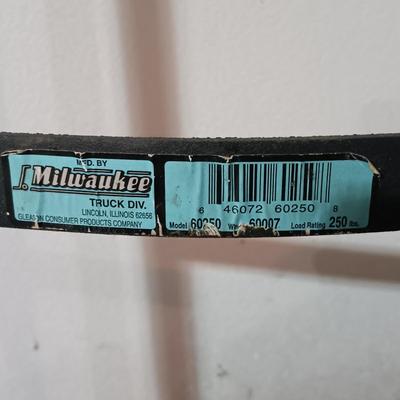 MFD. BY
Milwaukee
TRUCK DIV.
LINCOLN, ILLINOIS 62656
GLEASON CONSUMER PRODUCTS COMPANY
6 46072 60250 8
Model 60250 60007 Load Rating 250 lbs.